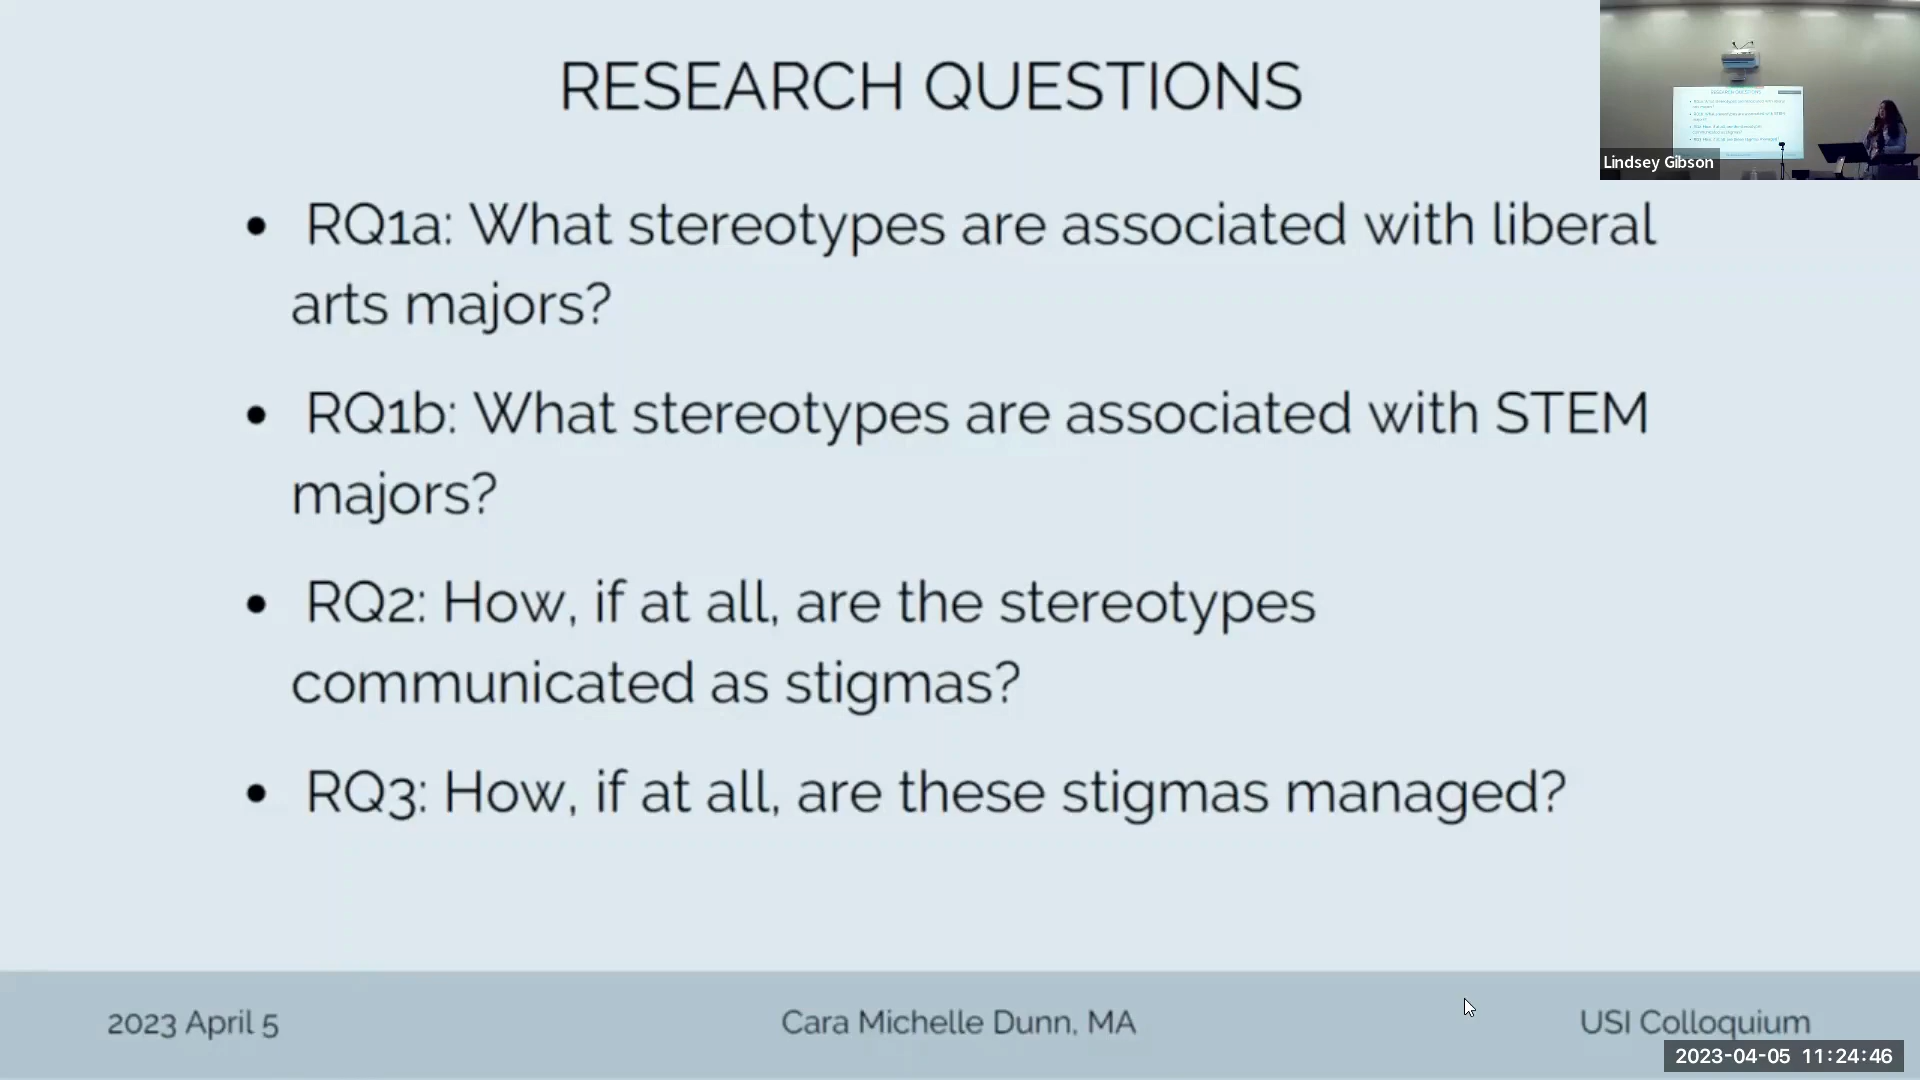 RESEARCH QUESTIONS
Lindsey Gibson
• RQ1a: What stereotypes are associated with liberal
arts majors?
• RQ1b: What stereotypes are associated with STEM
majors?
• RQ2: How, if at all, are the stereotypes
communicated as stigmas?
• RQ3: How, if at all, are these stigmas managed?
2023 April 5
Cara Michelle Dunn, MA
USI Colloquium
2023-04-05 11:24:46